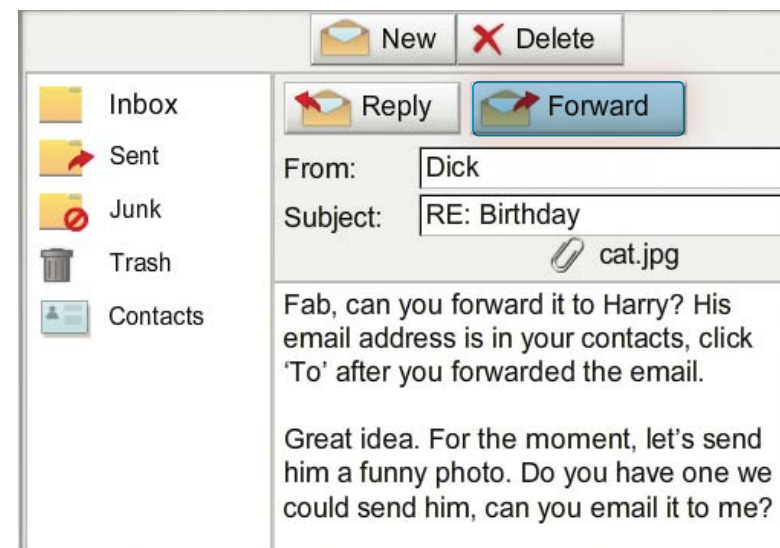 New Delete
Inbox
Sent
Junk
Trash
Contacts
Reply Forward
From: Dick
Subject: RE: Birthday
cat.jpg
Fab, can you forward it to Harry? His
email address is in your contacts, click
‘To’ after you forwarded the email.
Great idea. For the moment, let’s send
him a funny photo. Do you have one we
could send him, can you email it to me?